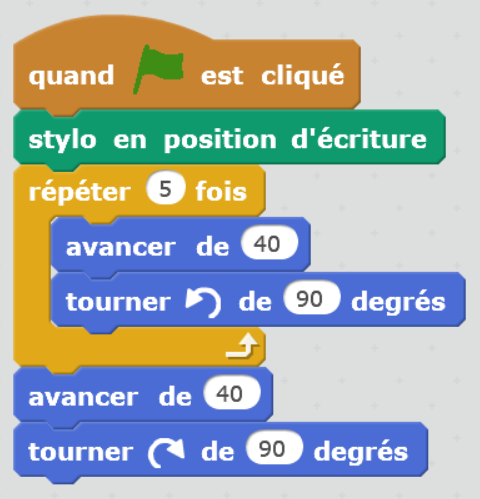 quand est cliqué
stylo en position d'écriture
répéter 5 fois
avancer de 40
tourner de 90 degrés
avancer de 40
tourner de 90 degrés